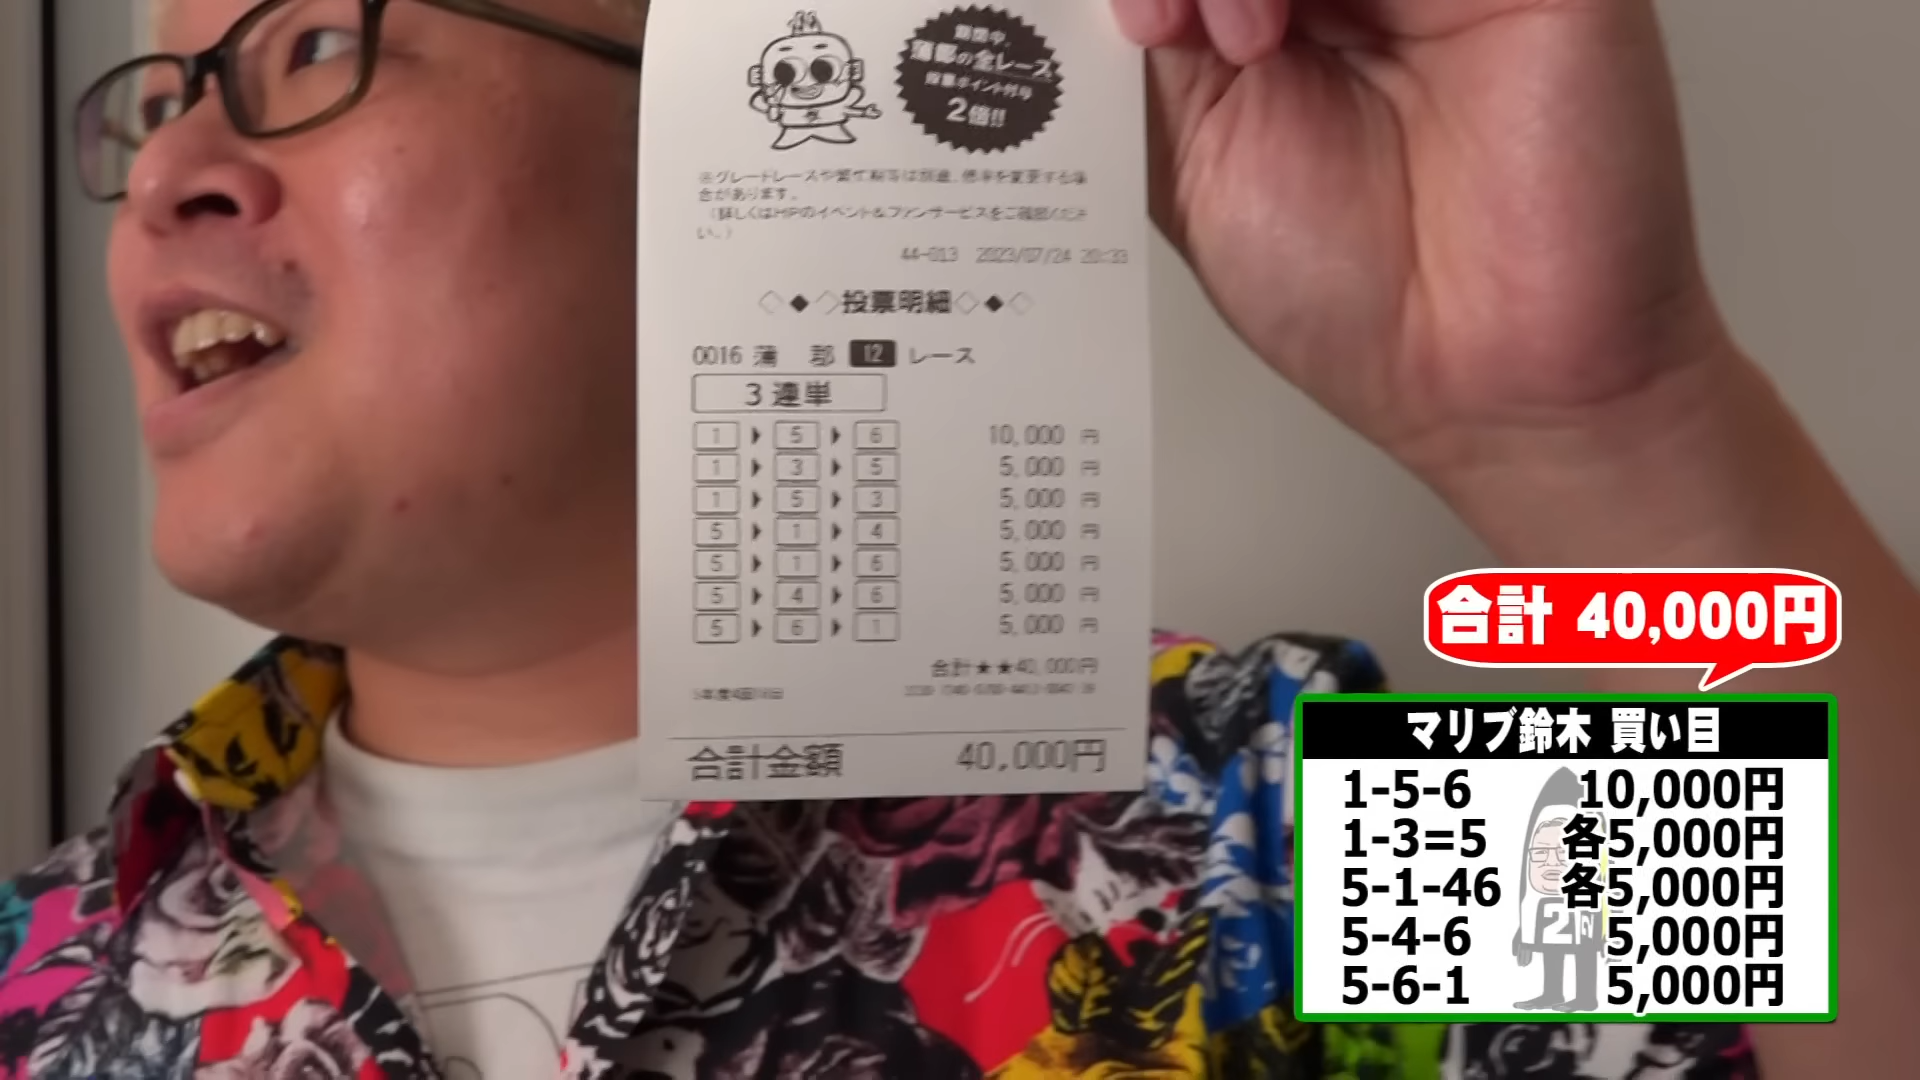 期間中、
蒲郡の全レース
投票ポイント付与
2倍!!
※グレードレースや繁忙期等は別途、倍率を変更する場
合があります。
（詳しくはHPのイベント&ファンサービスをご確認くださ
い。）
44-013 2023/07/24 20:33
◇◆◇投票明細◇◆◇
0016 蒲 郡 12 レース
3連単
1 ▶ 5 ▶ 6 10,000 円
1 ▶ 3 ▶ 5 5,000 円
1 ▶ 5 ▶ 3 5,000 円
5 ▶ 1 ▶ 4 5,000 円
5 ▶ 1 ▶ 6 5,000 円
5 ▶ 4 ▶ 6 5,000 円
5 ▶ 6 ▶ 1 5,000 円
合計★★40,000円
合計金額 40,000円
合計 40,000円
マリブ鈴木 買い目
1-5-6 10,000円
1-3=5 各5,000円
5-1-46 各5,000円
5-4-6 5,000円
5-6-1 5,000円